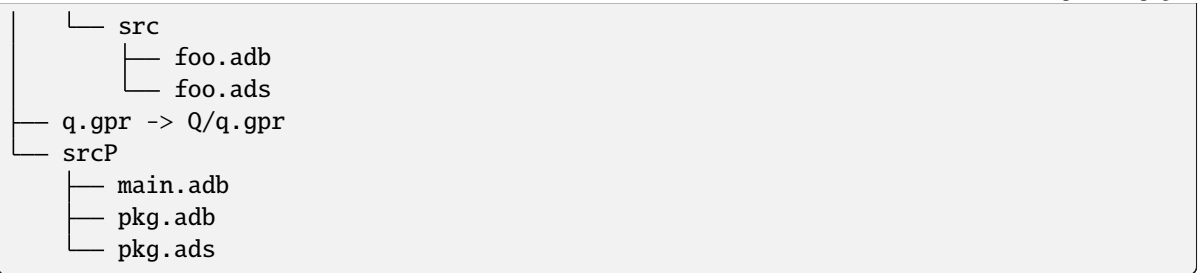 │   └── src
│       ├── foo.adb
│       └── foo.ads
├── q.gpr -> Q/q.gpr
└── srcP
    ├── main.adb
    ├── pkg.adb
    └── pkg.ads